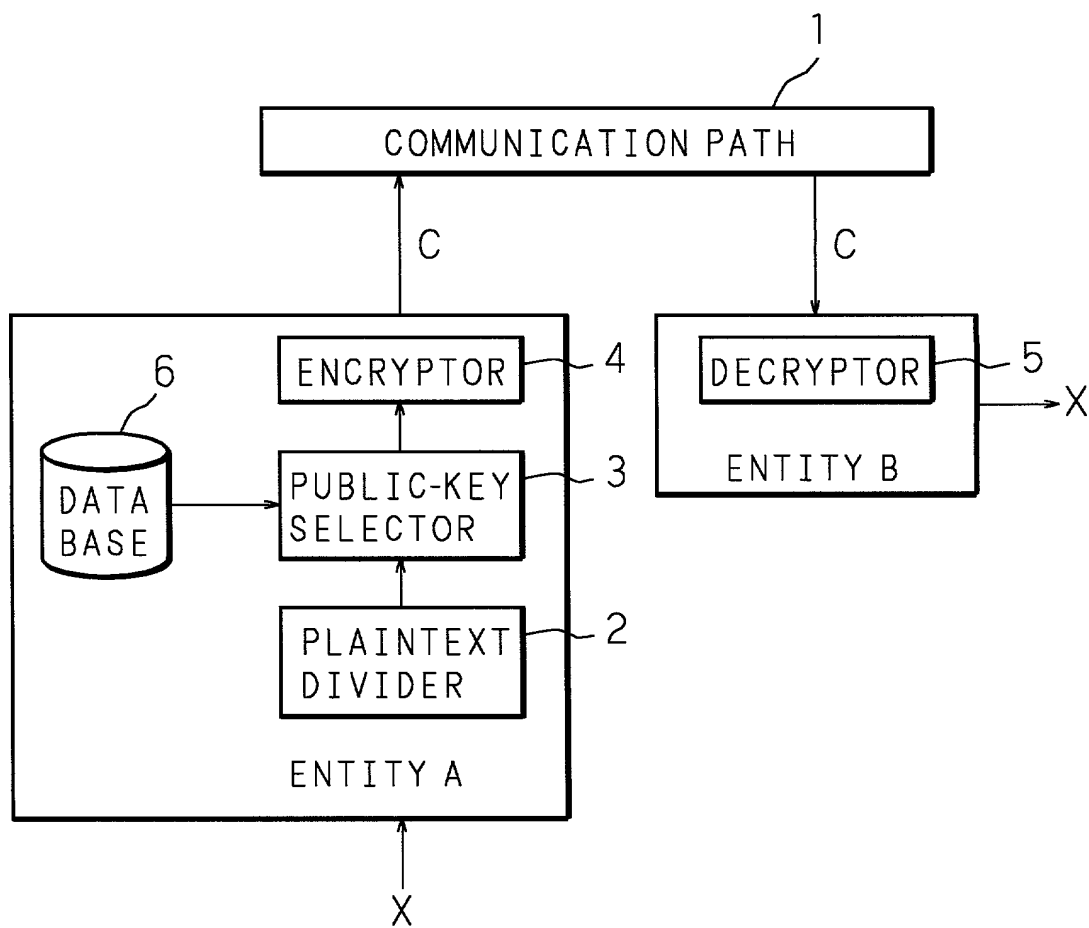 1
COMMUNICATION PATH
C
C
ENCRYPTOR
4
DECRYPTOR
5
X
6
DATA
BASE
PUBLIC-KEY
SELECTOR
3
ENTITY B
PLAINTEXT
DIVIDER
2
ENTITY A
X